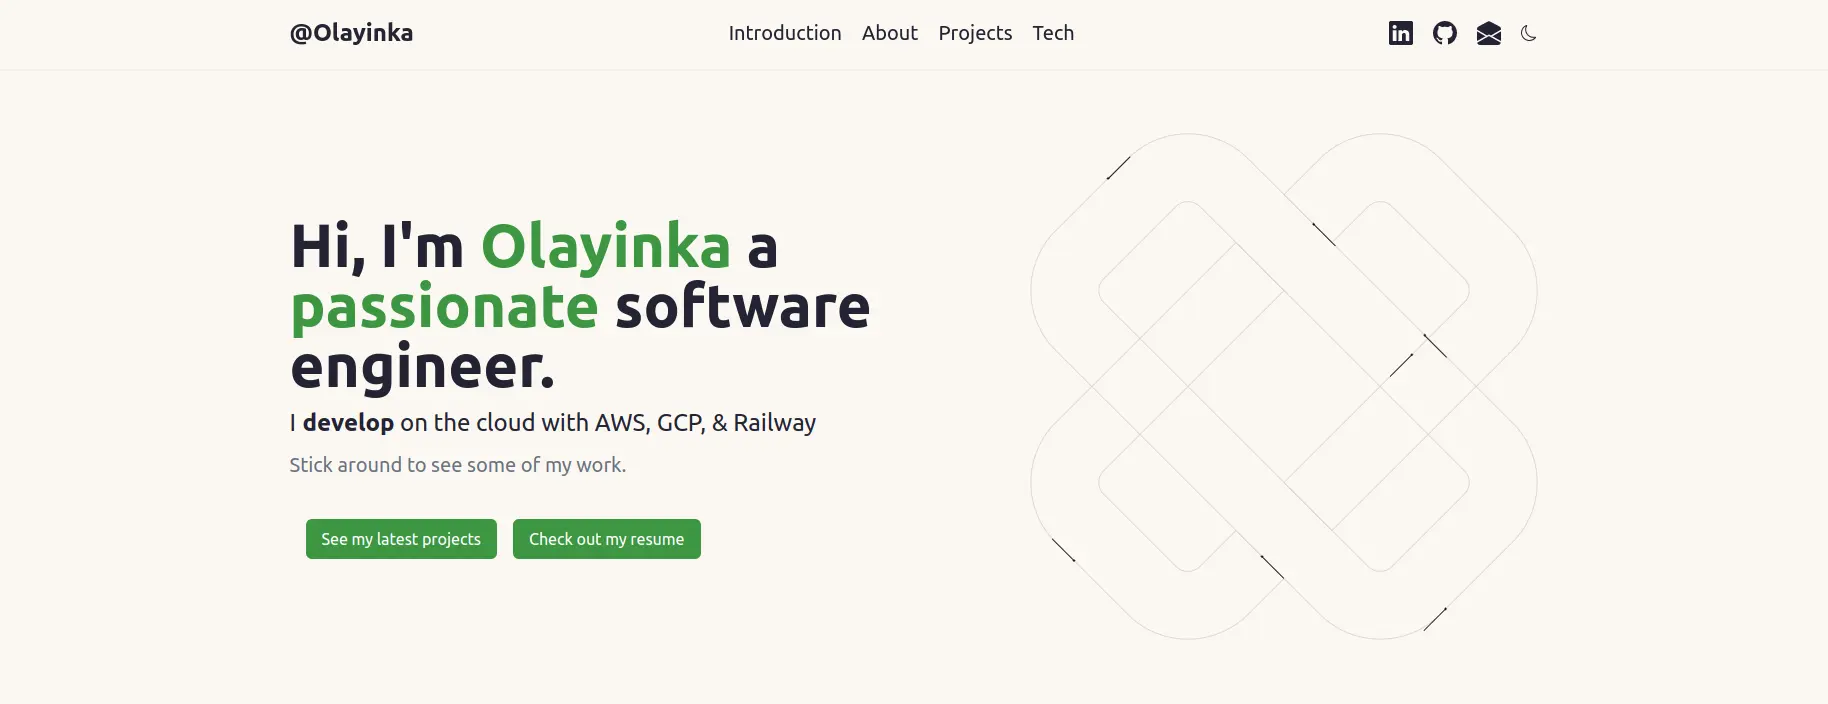 @Olayinka
Introduction About Projects Tech
Hi, I'm Olayinka a
passionate software
engineer.
I develop on the cloud with AWS, GCP, & Railway
Stick around to see some of my work.
See my latest projects Check out my resume